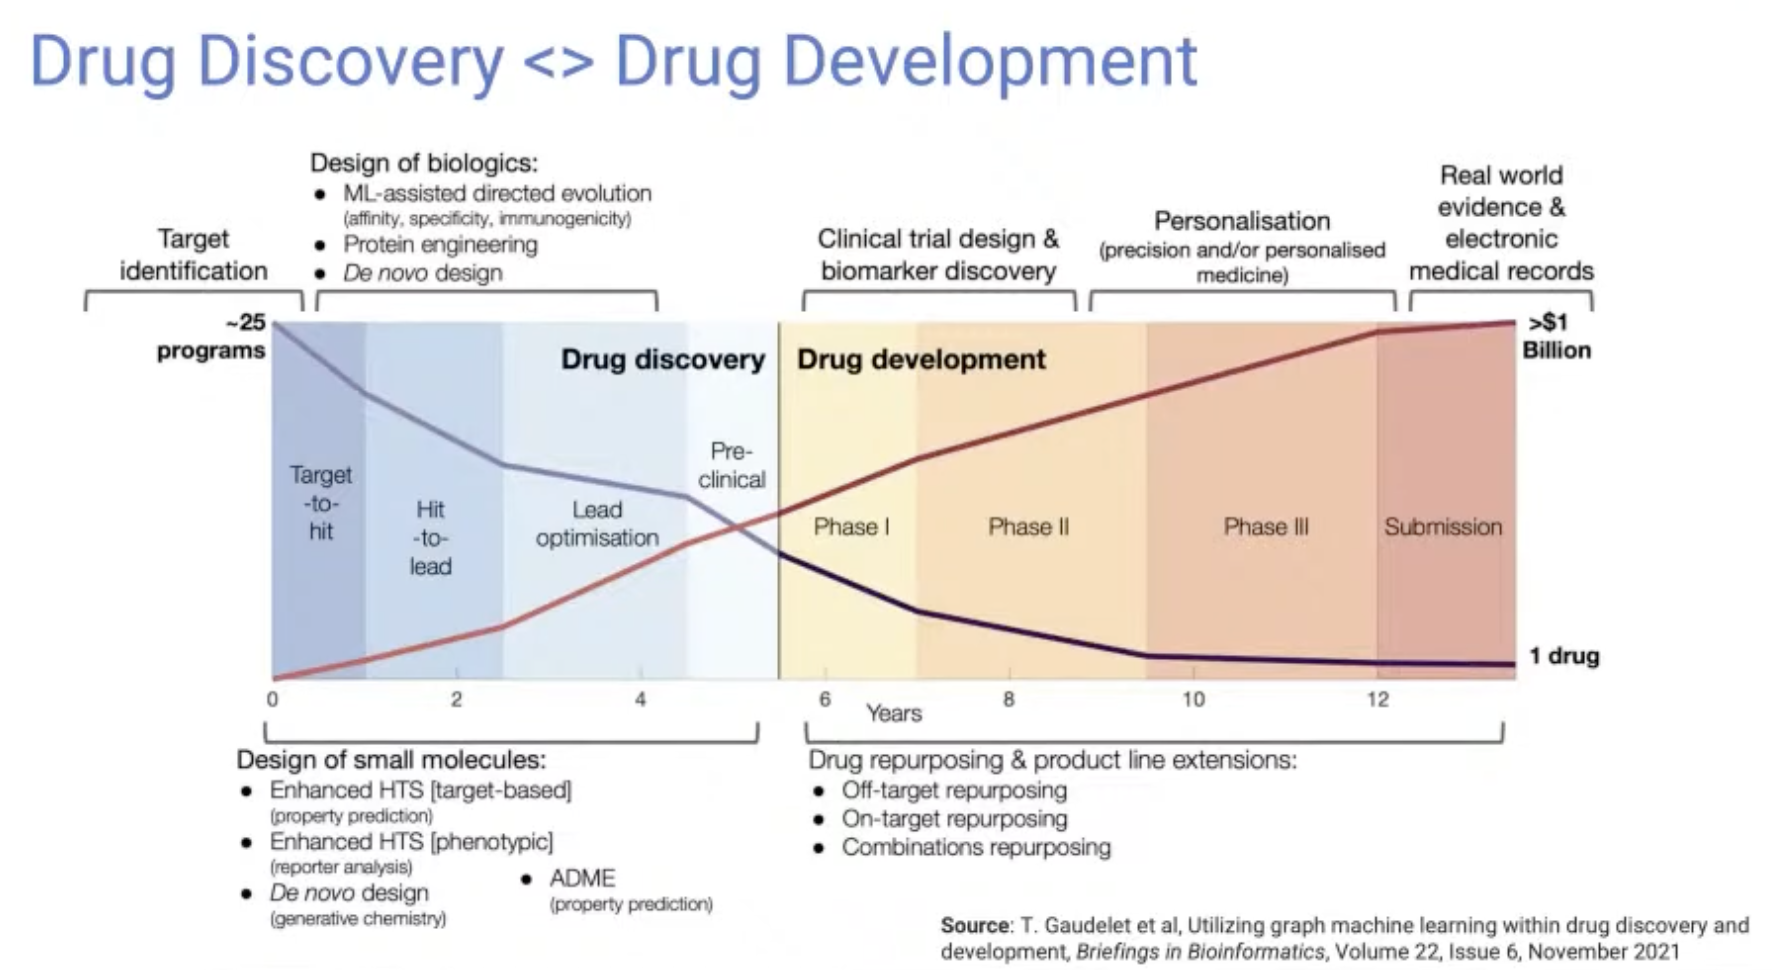 Drug Discovery <> Drug Development
Design of biologics:
● ML-assisted directed evolution
(affinity, specificity, immunogenicity)
● Protein engineering
● De novo design
Target
identification
Clinical trial design &
biomarker discovery
Personalisation
(precision and/or personalised
medicine)
Real world
evidence &
electronic
medical records
~25
programs
Drug discovery
Drug development
>$1
Billion
Target
-to-
hit
Hit
-to-
lead
Lead
optimisation
Pre-
clinical
Phase I
Phase II
Phase III
Submission
1 drug
0 2 4 6 8 10 12
Years
Design of small molecules:
● Enhanced HTS [target-based]
(property prediction)
● Enhanced HTS [phenotypic]
(reporter analysis)
● De novo design
(generative chemistry)
● ADME
(property prediction)
Drug repurposing & product line extensions:
● Off-target repurposing
● On-target repurposing
● Combinations repurposing
Source: T. Gaudelet et al, Utilizing graph machine learning within drug discovery and
development, Briefings in Bioinformatics, Volume 22, Issue 6, November 2021